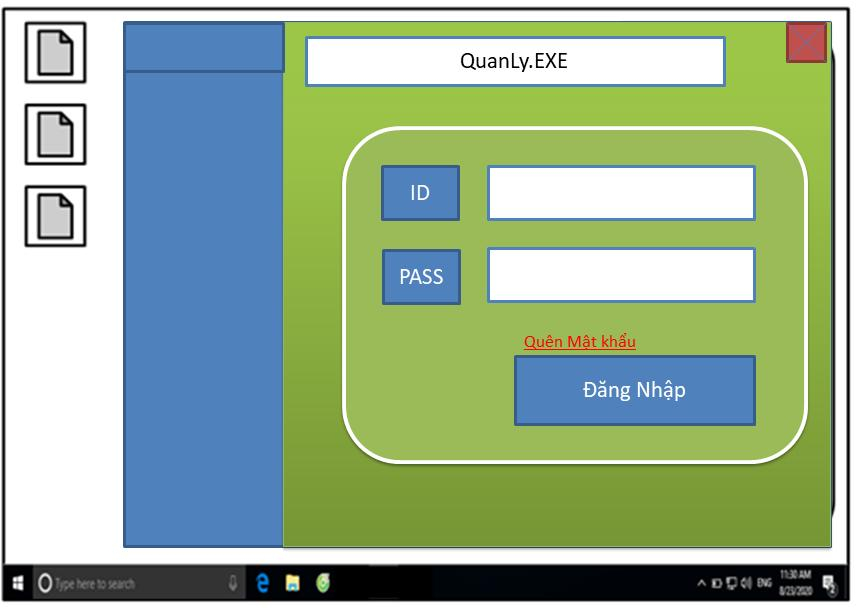 QuanLy.EXE
ID
PASS
Quên Mật khẩu
Đăng Nhập
Type here to search
ENG
11:30 AM
8/23/2020
2